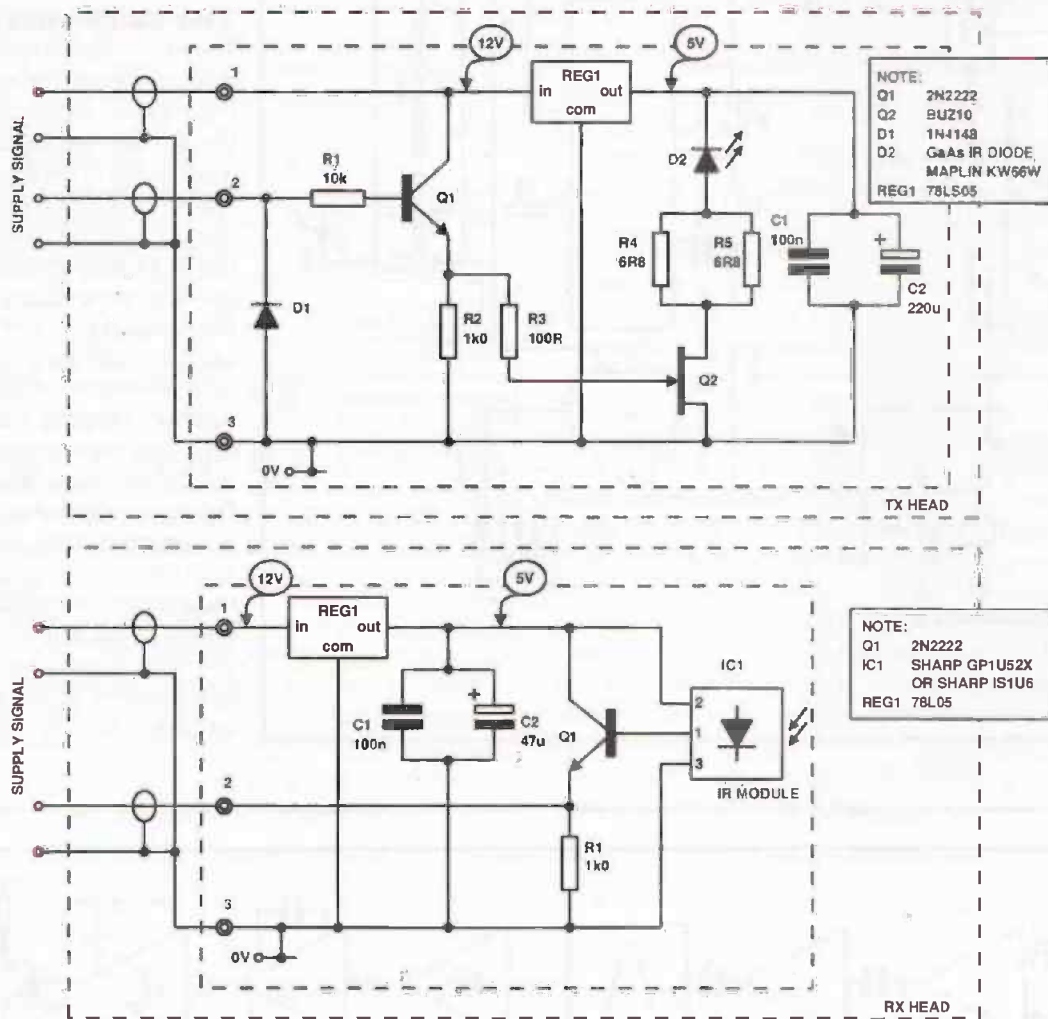 12V
5V
REG1
in out
com
NOTE:
Q1 2N2222
Q2 BUZ10
D1 1N4148
D2 GaAs IR DIODE,
MAPLIN KW66W
REG1 78LS05
SUPPLY SIGNAL
1
2
3
R1
10k
Q1
D1
R2
1k0
R3
100R
D2
R4
6R8
R5
6R8
C1
100n
+
C2
220u
Q2
0V
TX HEAD
12V
5V
REG1
in out
com
NOTE:
Q1 2N2222
IC1 SHARP GP1U52X
OR SHARP IS1U6
REG1 78L05
SUPPLY SIGNAL
1
2
3
C1
100n
+
C2
47u
Q1
IC1
2
1
3
IR MODULE
R1
1k0
0V
RX HEAD